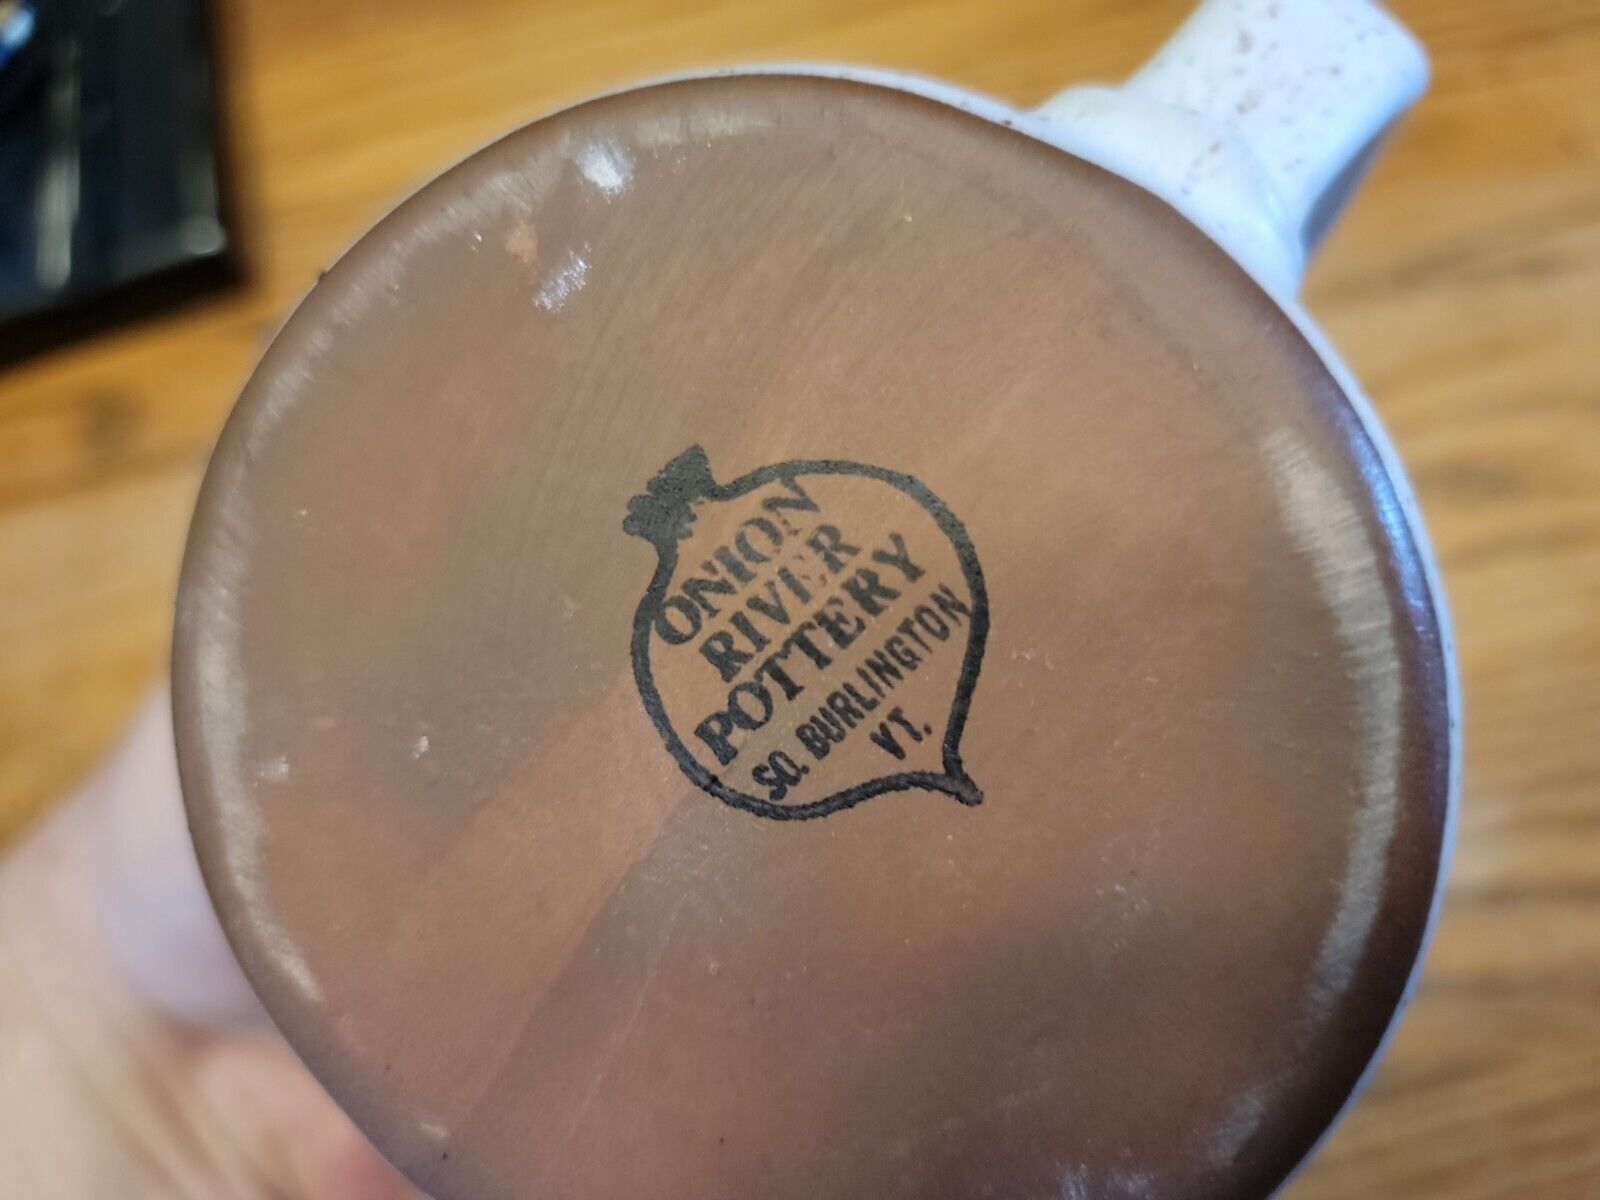 ONION
RIVER
POTTERY
SO. BURLINGTON
VT.